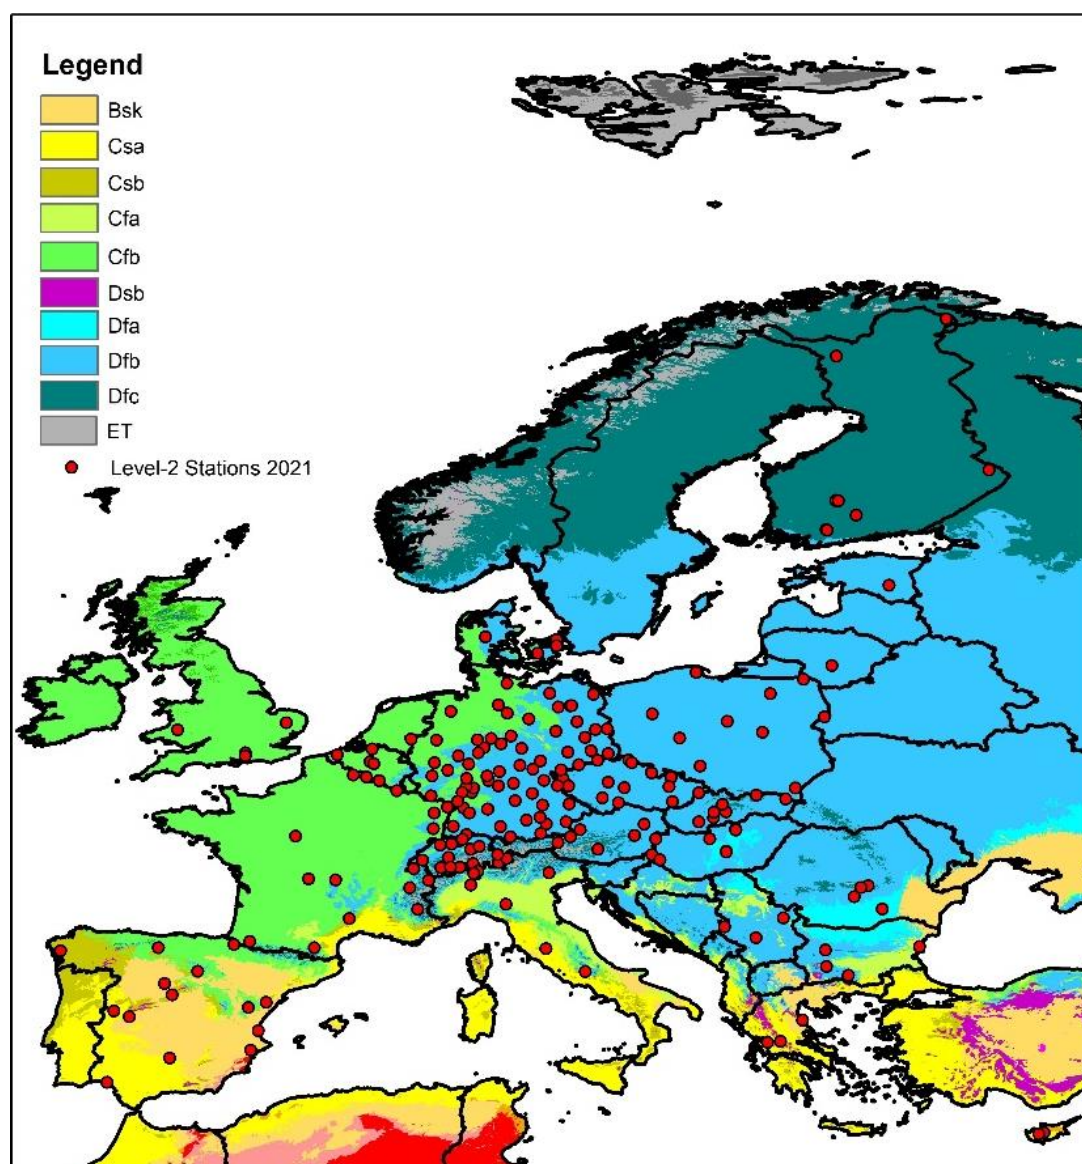 Legend
Bsk
Csa
Csb
Cfa
Cfb
Dsb
Dfa
Dfb
Dfc
ET
Level-2 Stations 2021